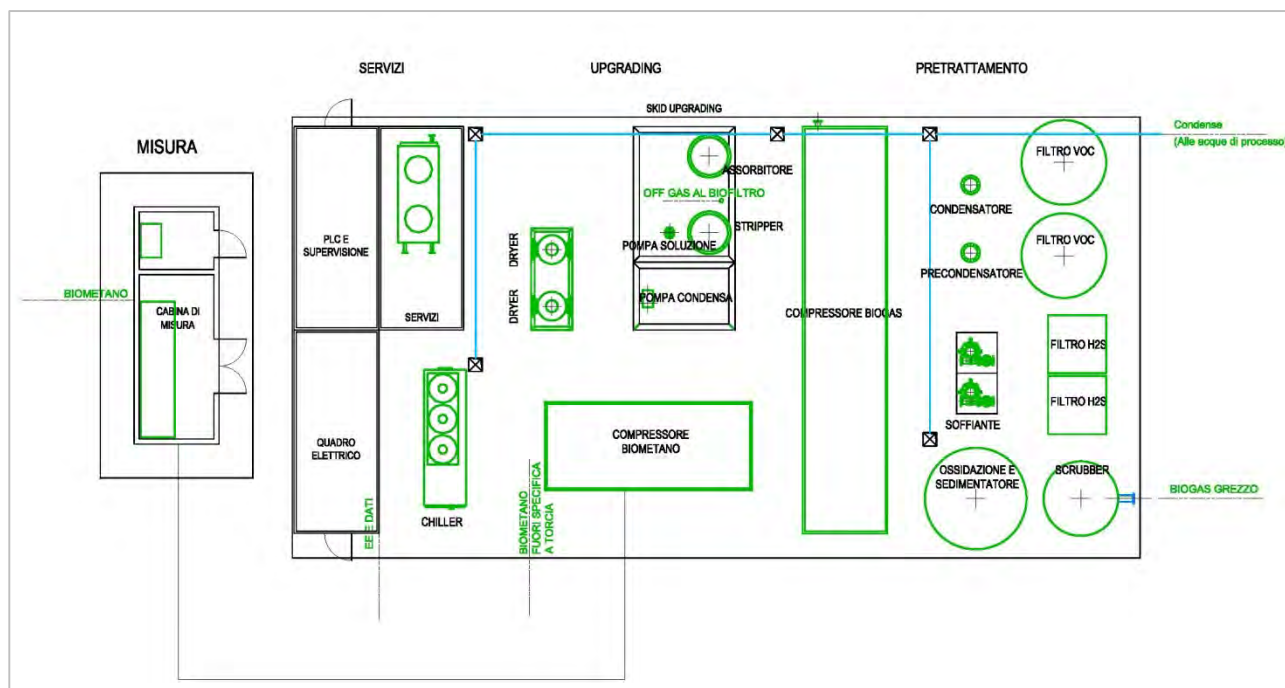 SERVIZI
UPGRADING
PRETRATTAMENTO
SKID UPGRADING
MISURA
Condense
(Alle acque di processo)
FILTRO VOC
ASSORBITORE
OFF GAS AL BIOFILTRO
CONDENSATORE
STRIPPER
PLC E
SUPERVISIONE
POMPA SOLUZIONE
FILTRO VOC
DRYER
PRECONDENSATORE
BIOMETANO
POMPA CONDENSA
DRYER
CABINA DI
MISURA
SERVIZI
COMPRESSORE BIOGAS
FILTRO H2S
FILTRO H2S
SOFFIANTE
COMPRESSORE
BIOMETANO
QUADRO
ELETTRICO
OSSIDAZIONE E
SEDIMENTATORE
SCRUBBER
BIOGAS GREZZO
CHILLER
EE E DATI
BIOMETANO
FUORI SPECIFICA
A TORCIA